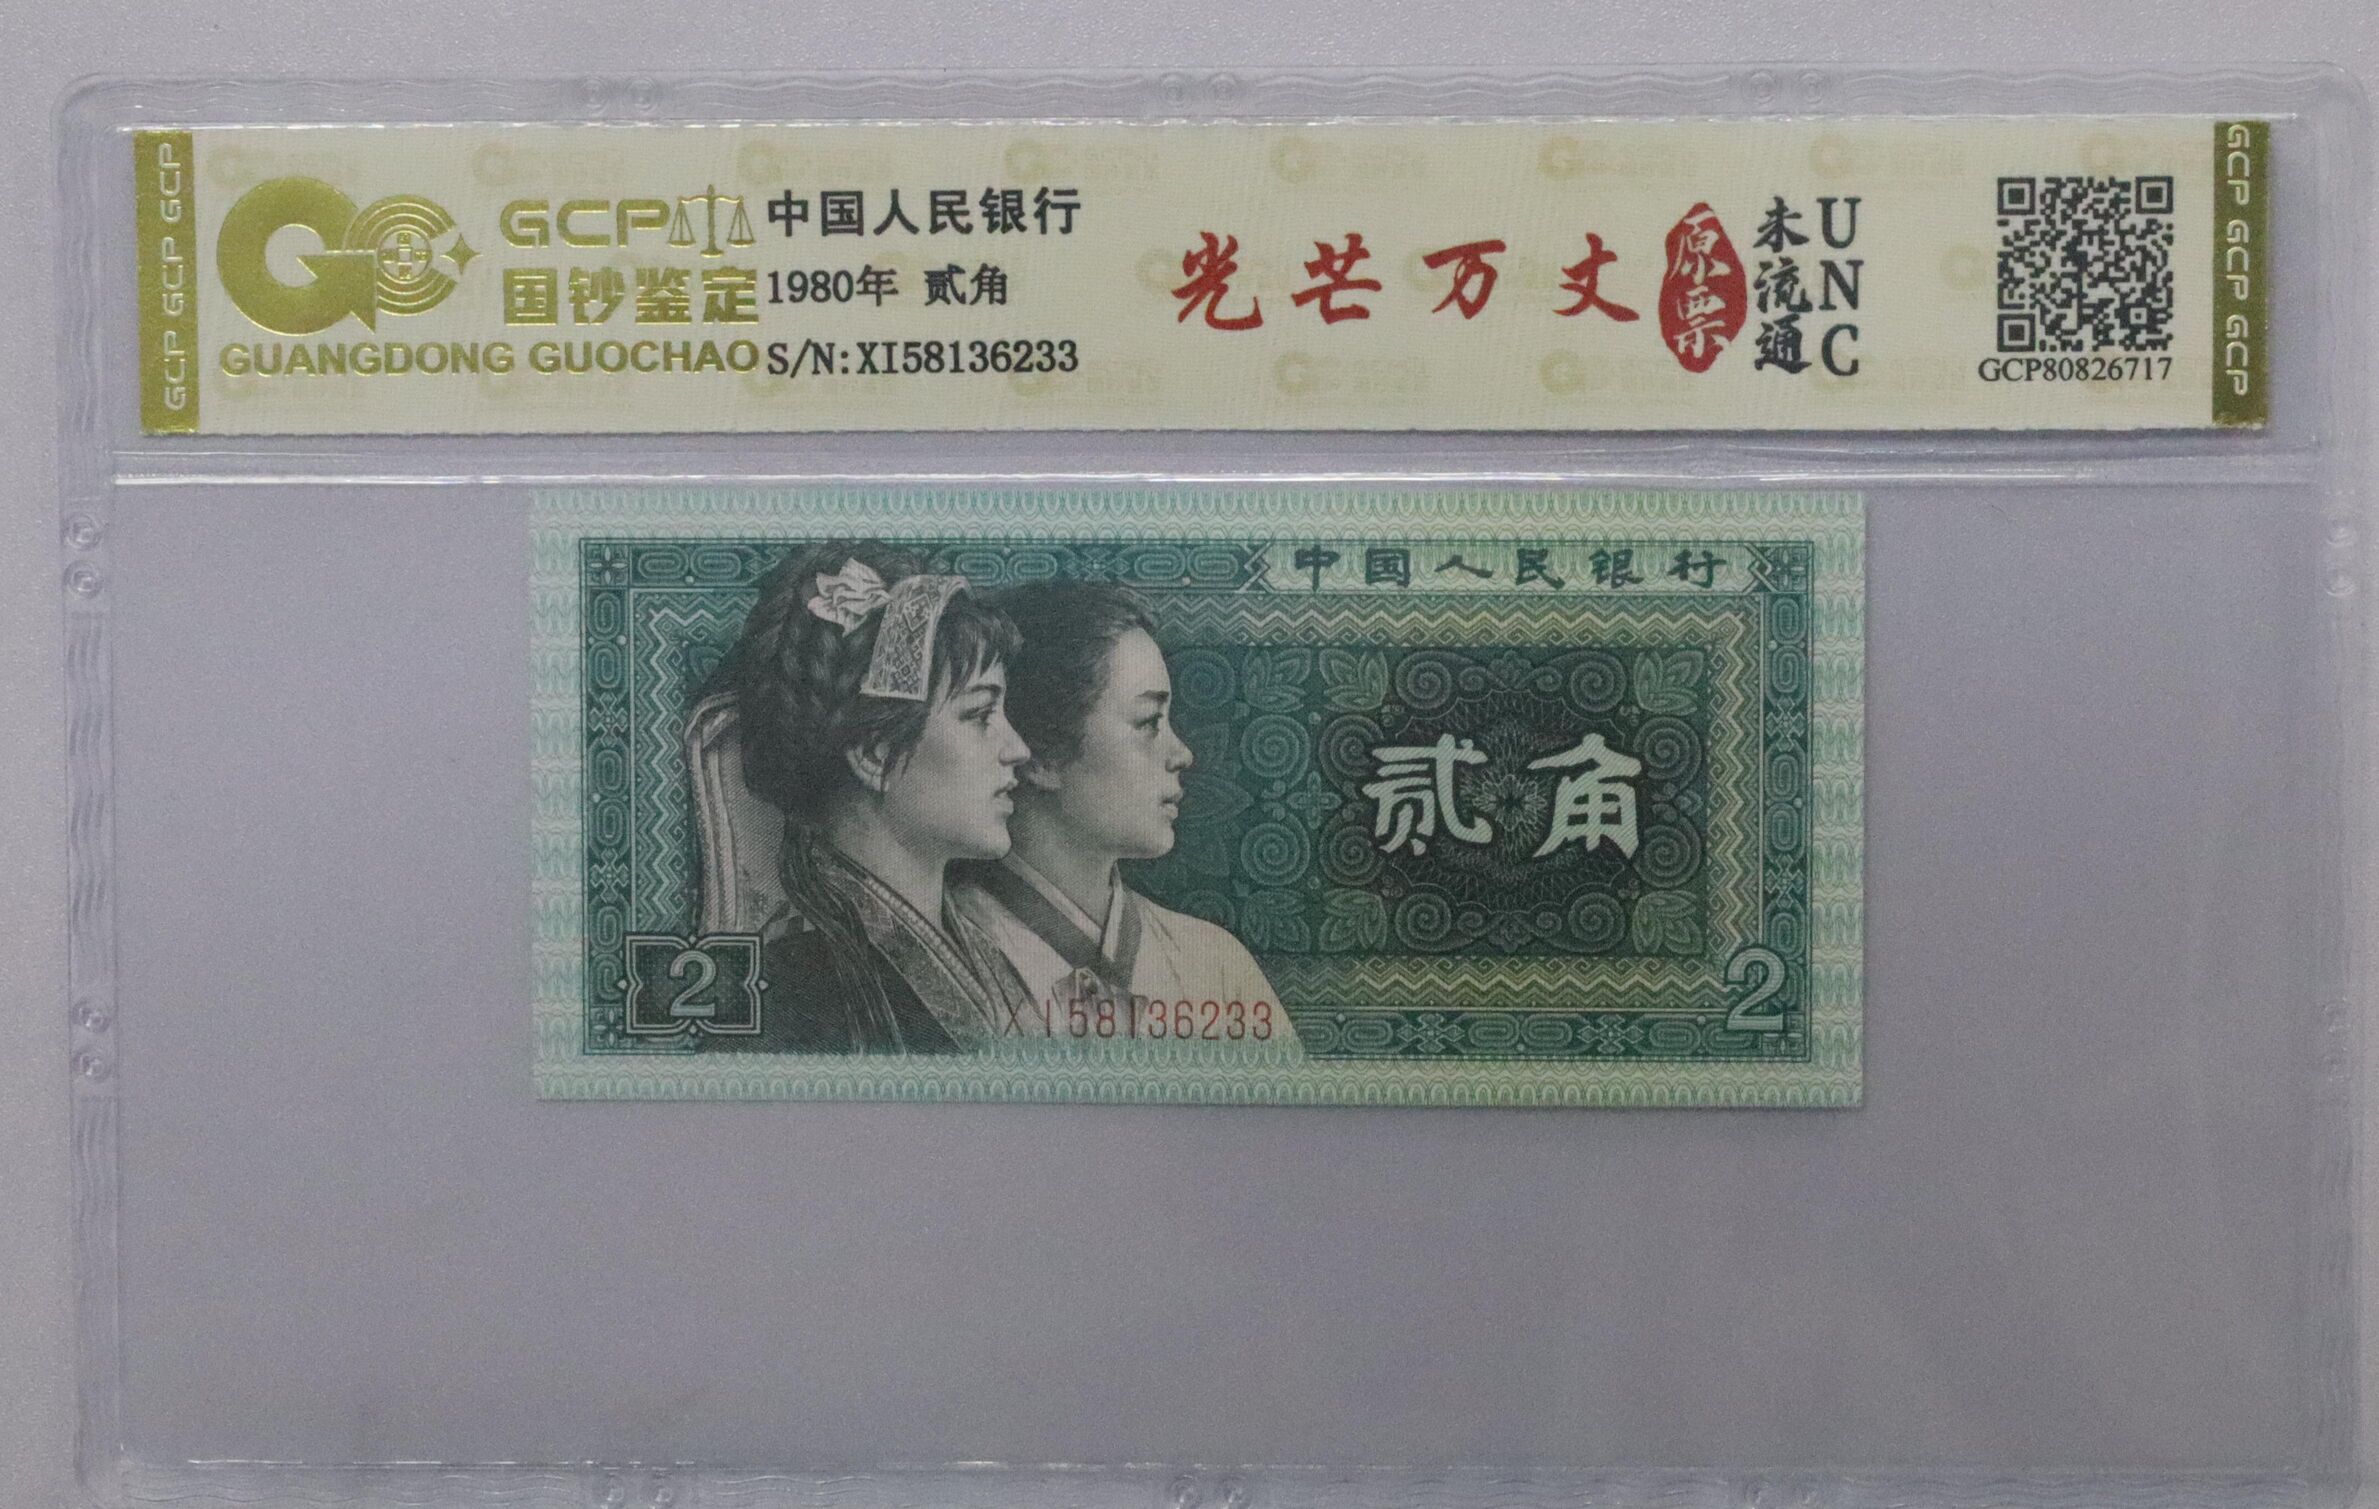 GCP GCP GCP
GCP
国钞鉴定
GUANGDONG GUOCHAO
中国人民银行
1980年 贰角
S/N:XI58136233
光芒万丈
原票
未流通
UNC
GCP80826717
GCP GCP GCP
中国人民银行
贰角
2
XI58136233
2